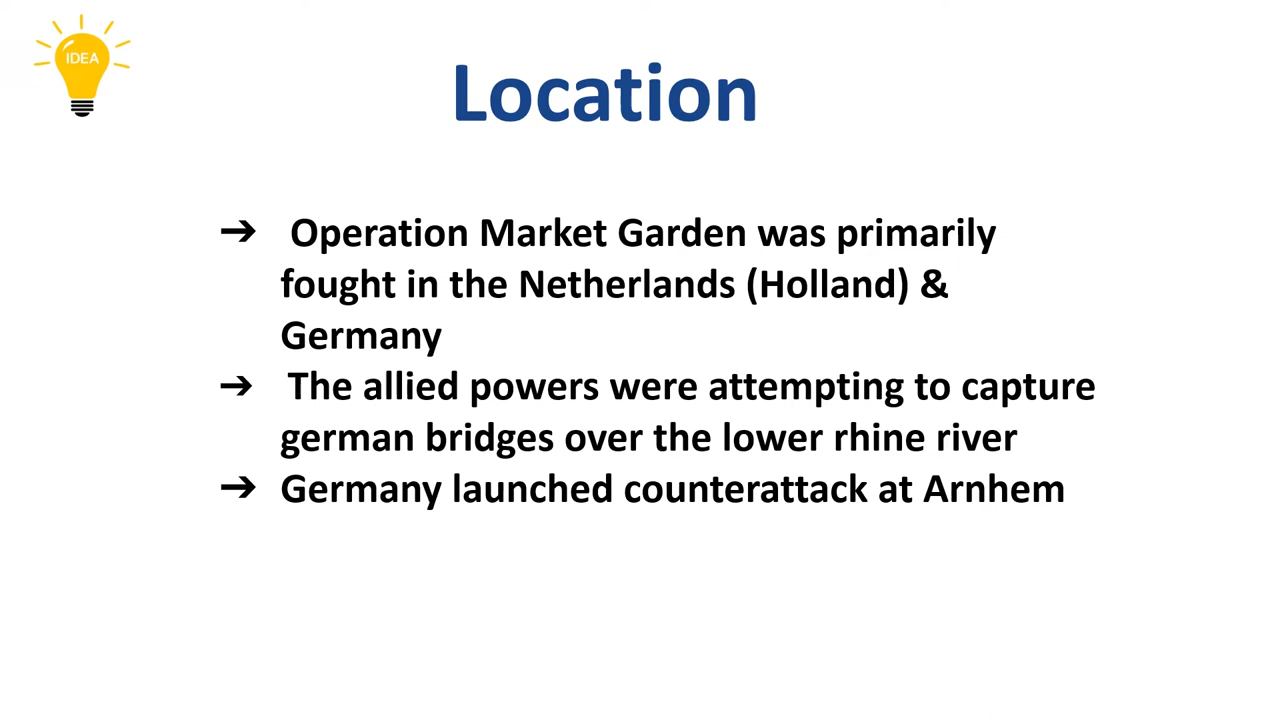 IDEA
Location
➔ Operation Market Garden was primarily
fought in the Netherlands (Holland) &
Germany
➔ The allied powers were attempting to capture
german bridges over the lower rhine river
➔ Germany launched counterattack at Arnhem